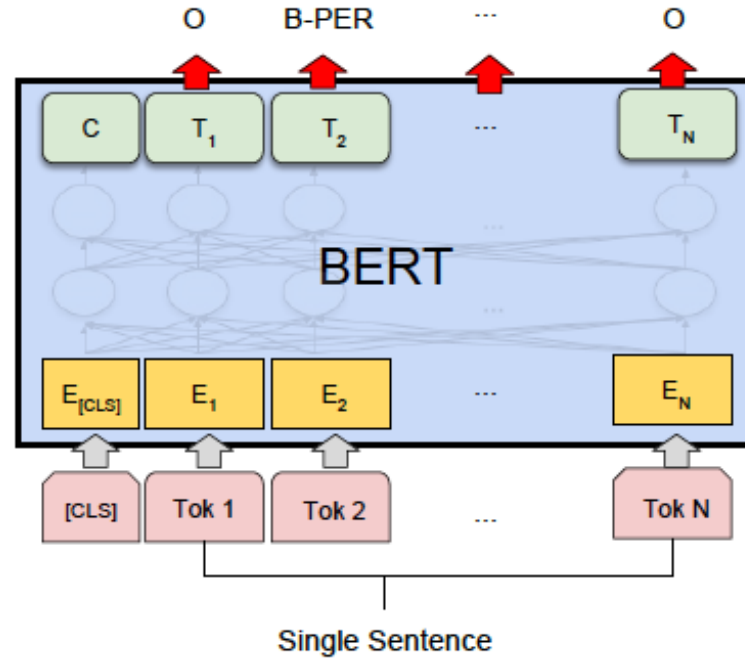 O B-PER ... O
C T1 T2 ... TN
...
BERT
...
E[CLS] E1 E2 ... EN
[CLS] Tok 1 Tok 2 ... Tok N
Single Sentence